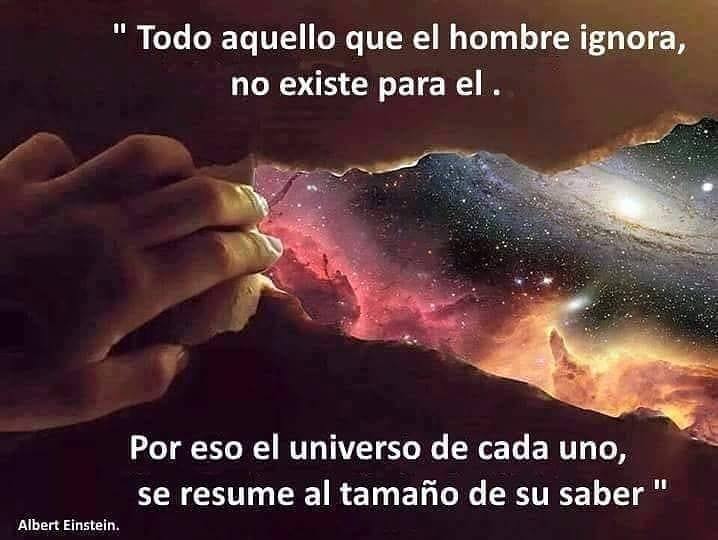 " Todo aquello que el hombre ignora,
no existe para el .
Por eso el universo de cada uno,
se resume al tamaño de su saber "
Albert Einstein.